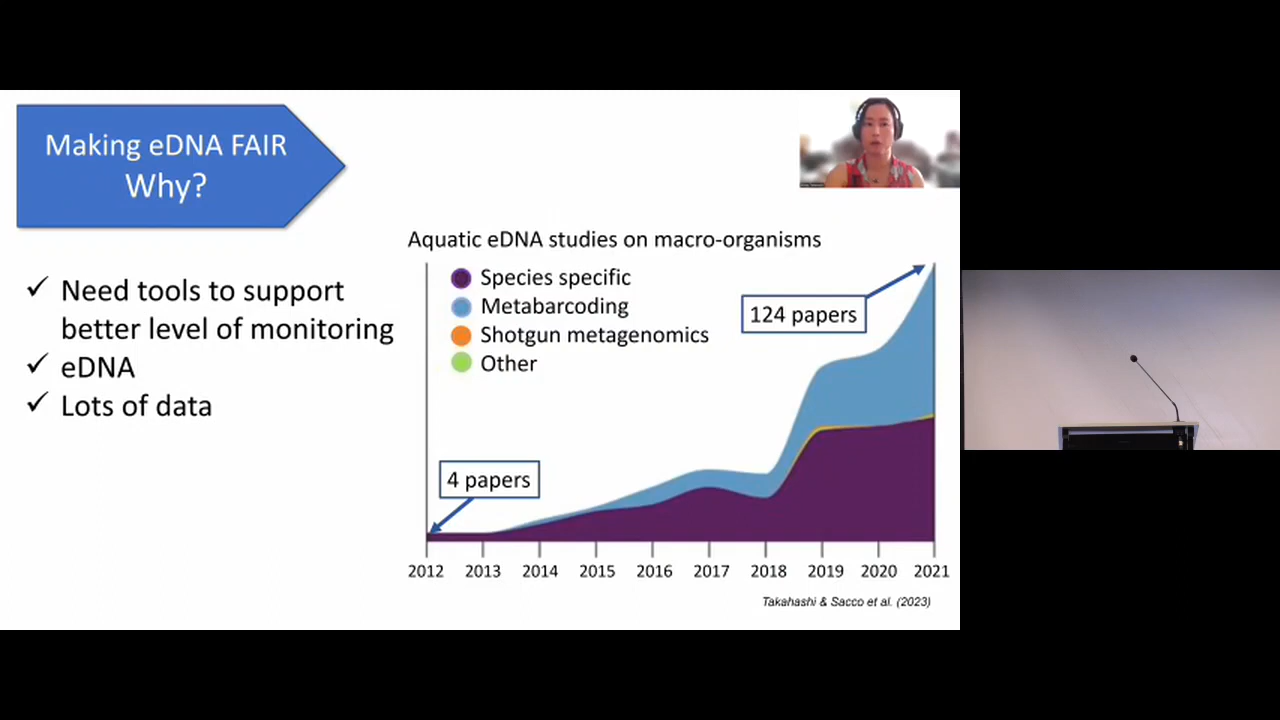 Making eDNA FAIR
Why?
✓ Need tools to support
better level of monitoring
✓ eDNA
✓ Lots of data
Aquatic eDNA studies on macro-organisms
Species specific
Metabarcoding
Shotgun metagenomics
Other
124 papers
4 papers
2012 2013 2014 2015 2016 2017 2018 2019 2020 2021
Takahashi & Sacco et al. (2023)